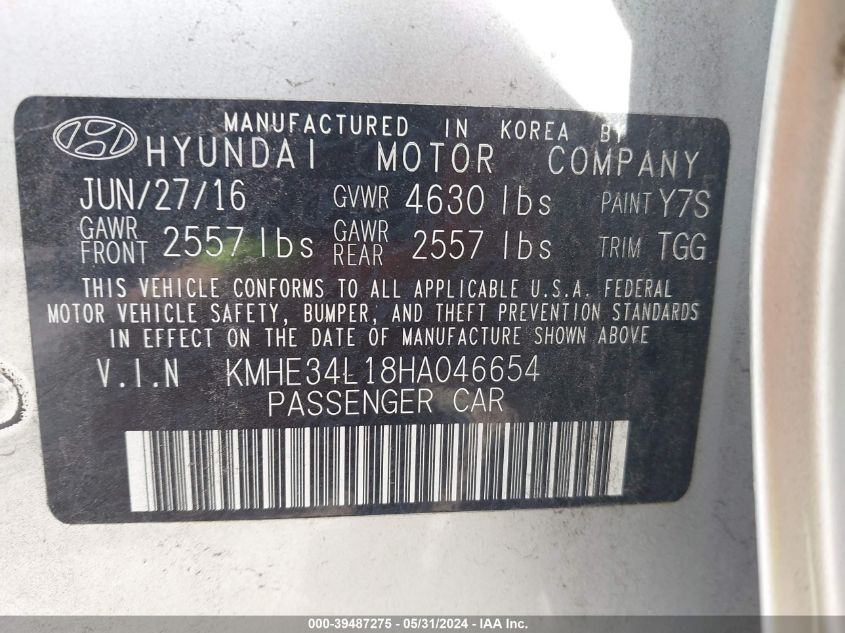 MANUFACTURED IN KOREA BY
HYUNDAI MOTOR COMPANY
JUN/27/16 GVWR 4630 lbs PAINT Y7S
GAWR FRONT 2557 lbs GAWR REAR 2557 lbs TRIM TGG
THIS VEHICLE CONFORMS TO ALL APPLICABLE U.S.A. FEDERAL
MOTOR VEHICLE SAFETY, BUMPER, AND THEFT PREVENTION STANDARDS
IN EFFECT ON THE DATE OF MANUFACTURE SHOWN ABOVE
V.I.N KMHE34L18HA046654
PASSENGER CAR
000-39487275 - 05/31/2024 - IAA Inc.